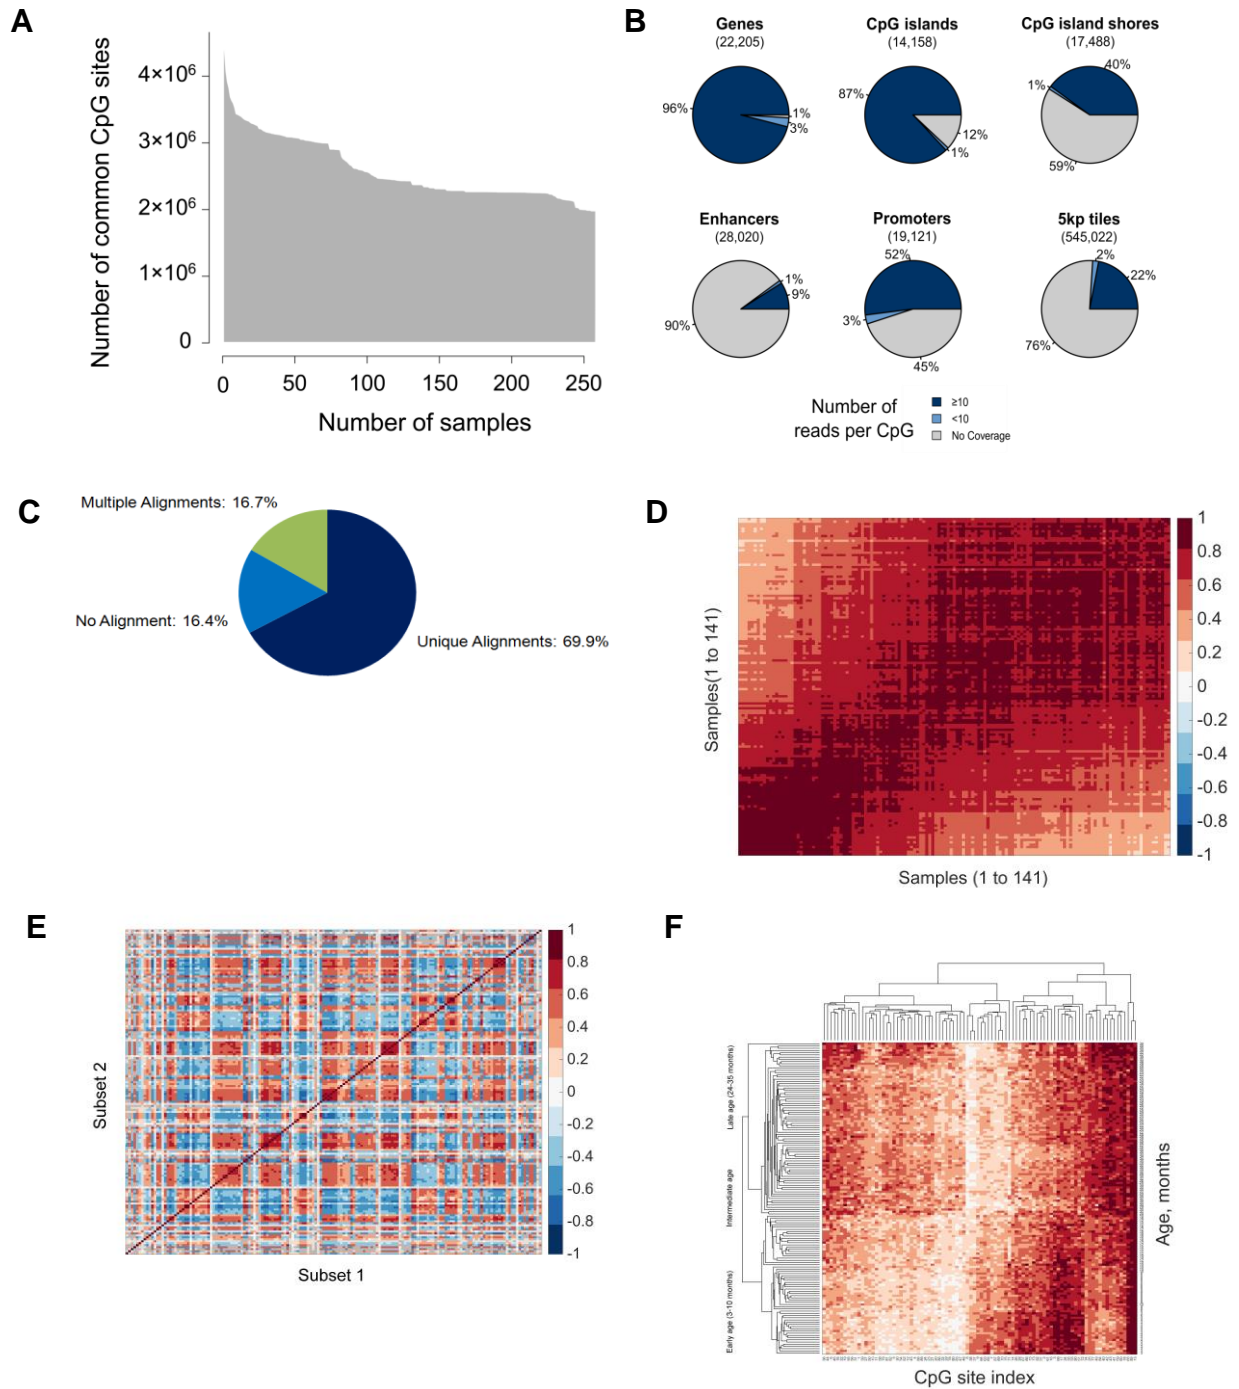 A
Number of common CpG sites
4×10⁶
3×10⁶
2×10⁶
1×10⁶
0
0 50 100 150 200 250
Number of samples
B
Genes
(22,205)
96%
1%
3%
CpG islands
(14,158)
87%
12%
1%
CpG island shores
(17,488)
40%
1%
59%
Enhancers
(28,020)
1%
9%
90%
Promoters
(19,121)
52%
3%
45%
5kp tiles
(545,022)
2%
22%
76%
Number of
reads per CpG
≥10
<10
No Coverage
C
Multiple Alignments: 16.7%
No Alignment: 16.4%
Unique Alignments: 69.9%
D
Samples(1 to 141)
Samples (1 to 141)
1
0.8
0.6
0.4
0.2
0
-0.2
-0.4
-0.6
-0.8
-1
E
Subset 2
Subset 1
1
0.8
0.6
0.4
0.2
0
-0.2
-0.4
-0.6
-0.8
-1
F
Late age (24-35 months)
Intermediate age
Early age (3-10 months)
Age, months
CpG site index